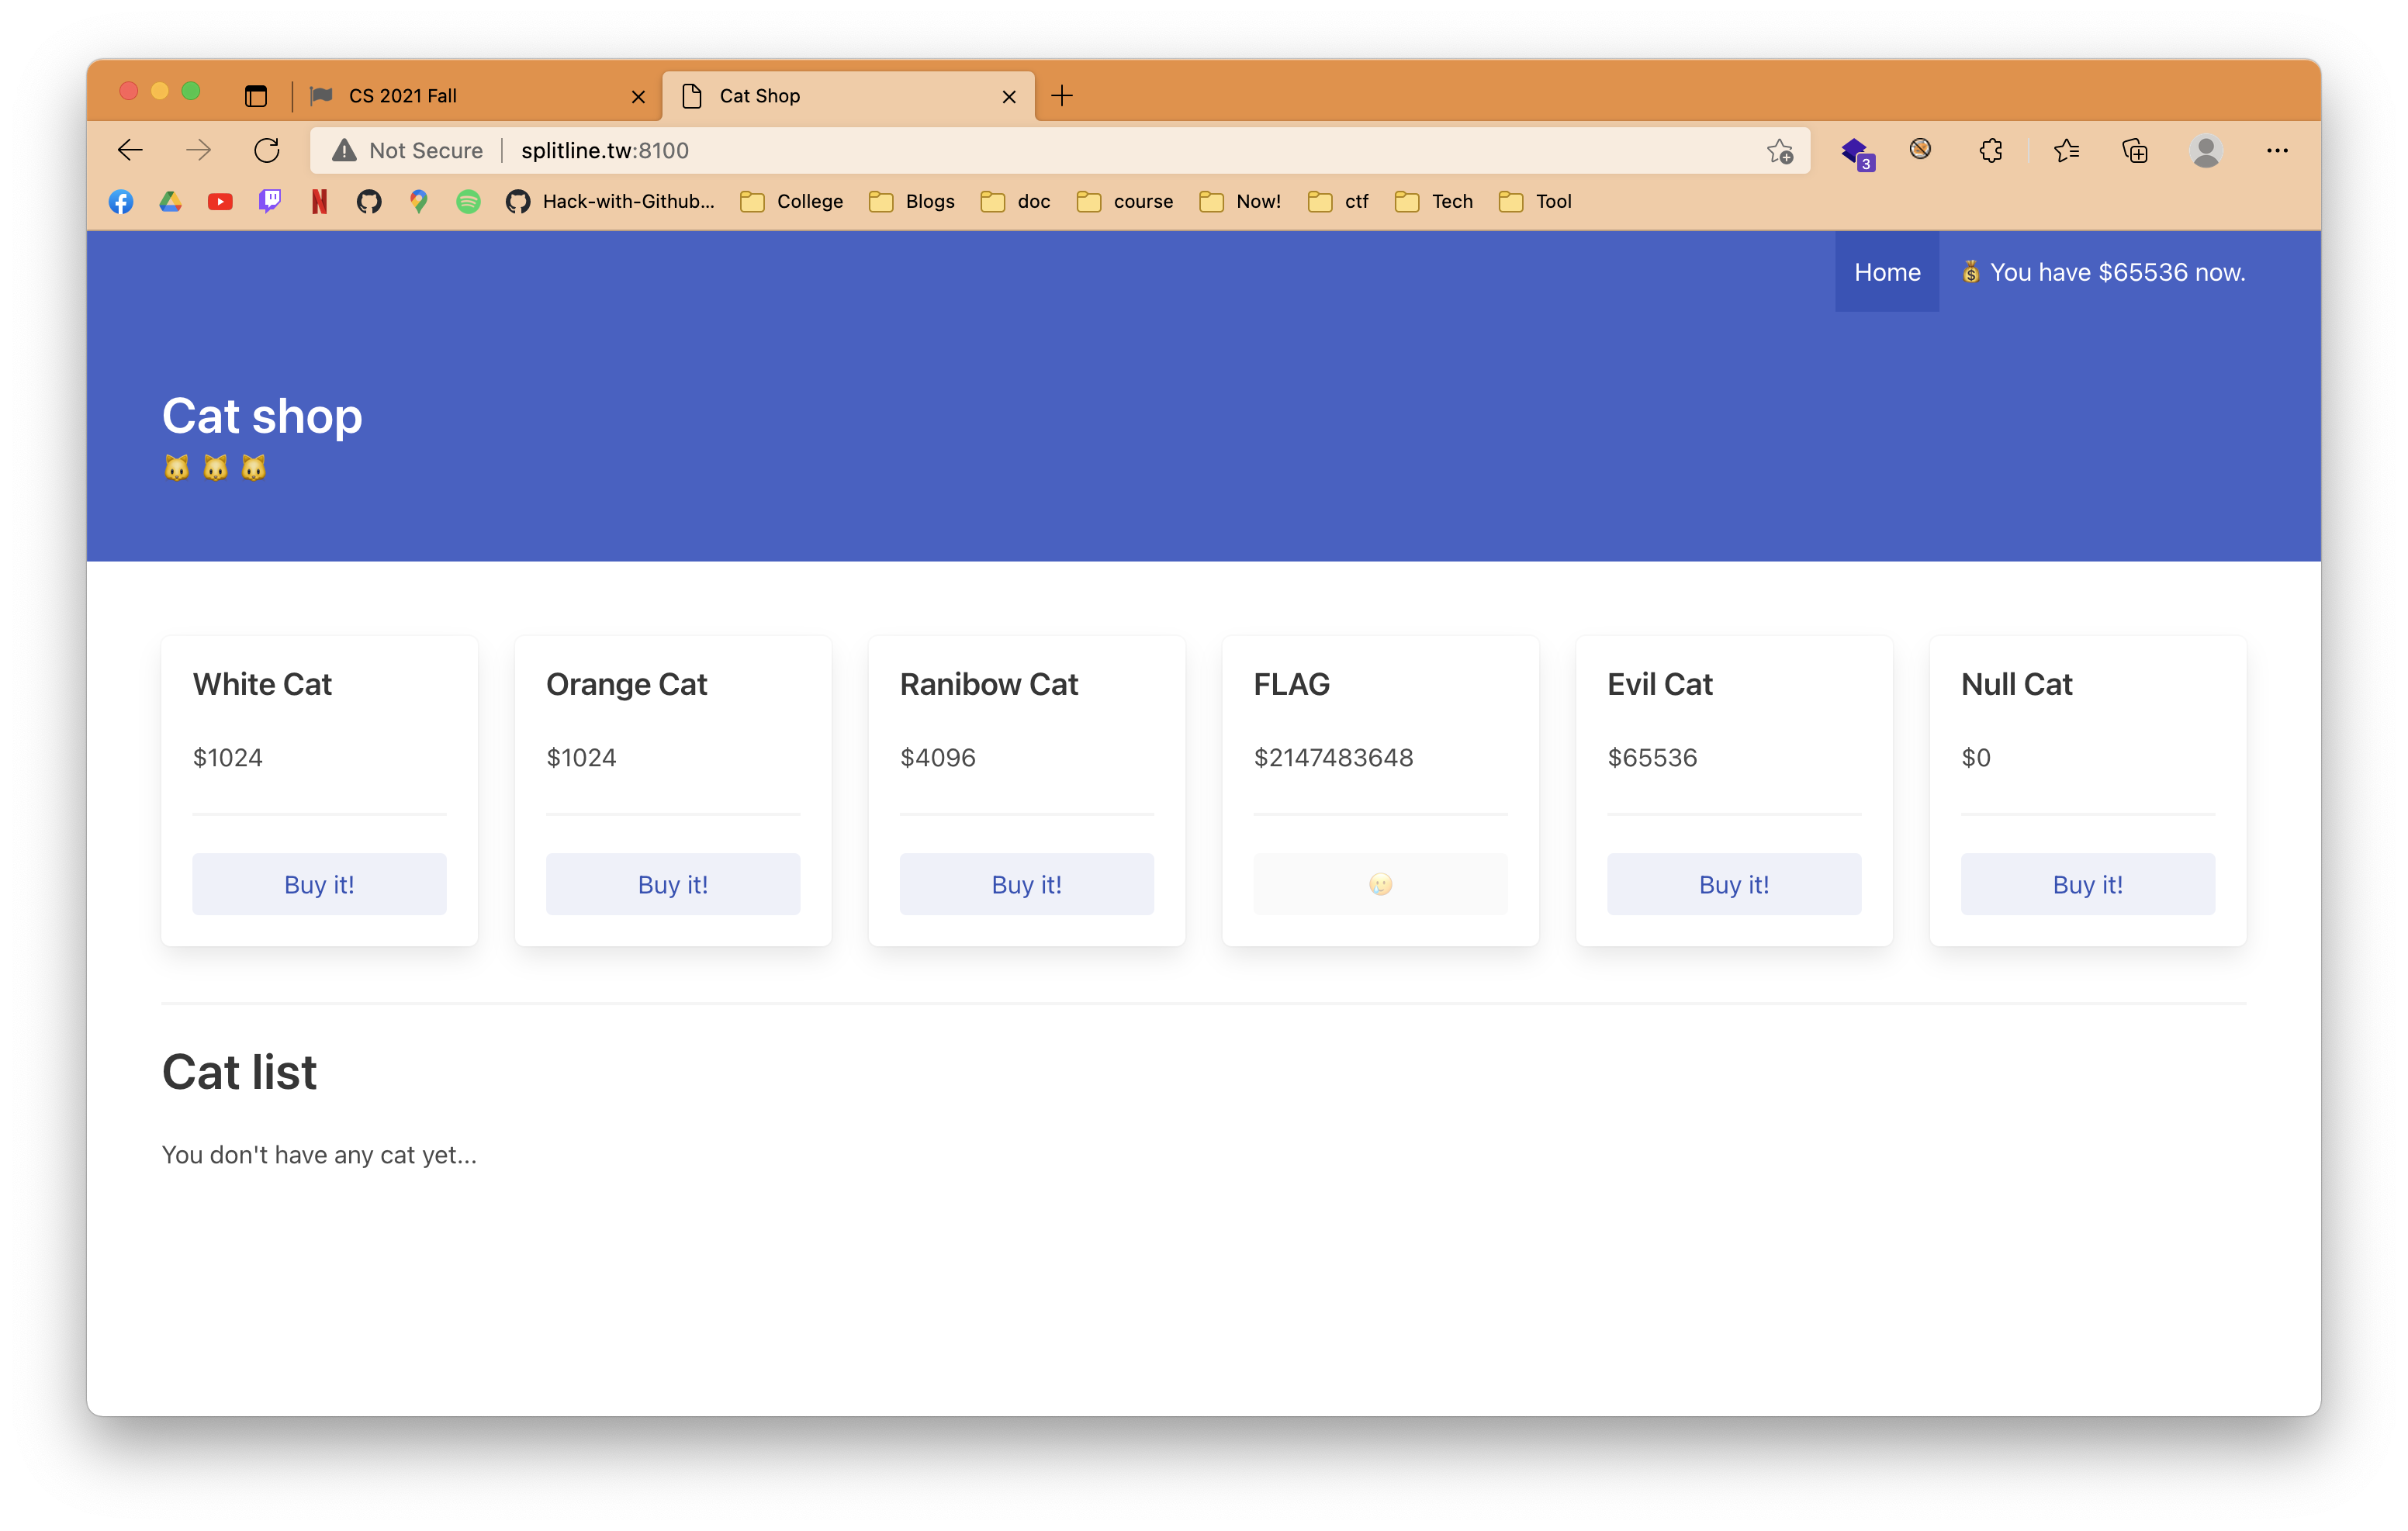 CS 2021 Fall
Cat Shop
Not Secure
splitline.tw:8100
3
Hack-with-Github...
College
Blogs
doc
course
Now!
ctf
Tech
Tool
Home
You have $65536 now.
Cat shop
White Cat
$1024
Buy it!
Orange Cat
$1024
Buy it!
Ranibow Cat
$4096
Buy it!
FLAG
$2147483648
Evil Cat
$65536
Buy it!
Null Cat
$0
Buy it!
Cat list
You don't have any cat yet...